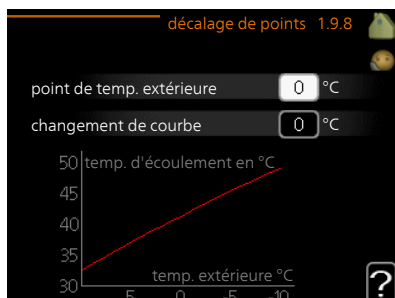 décalage de points 1.9.8
point de temp. extérieure 0 °C
changement de courbe 0 °C
50 temp. d'écoulement en °C
45
40
35
temp. extérieure °C
30
5 0 -5 -10
?